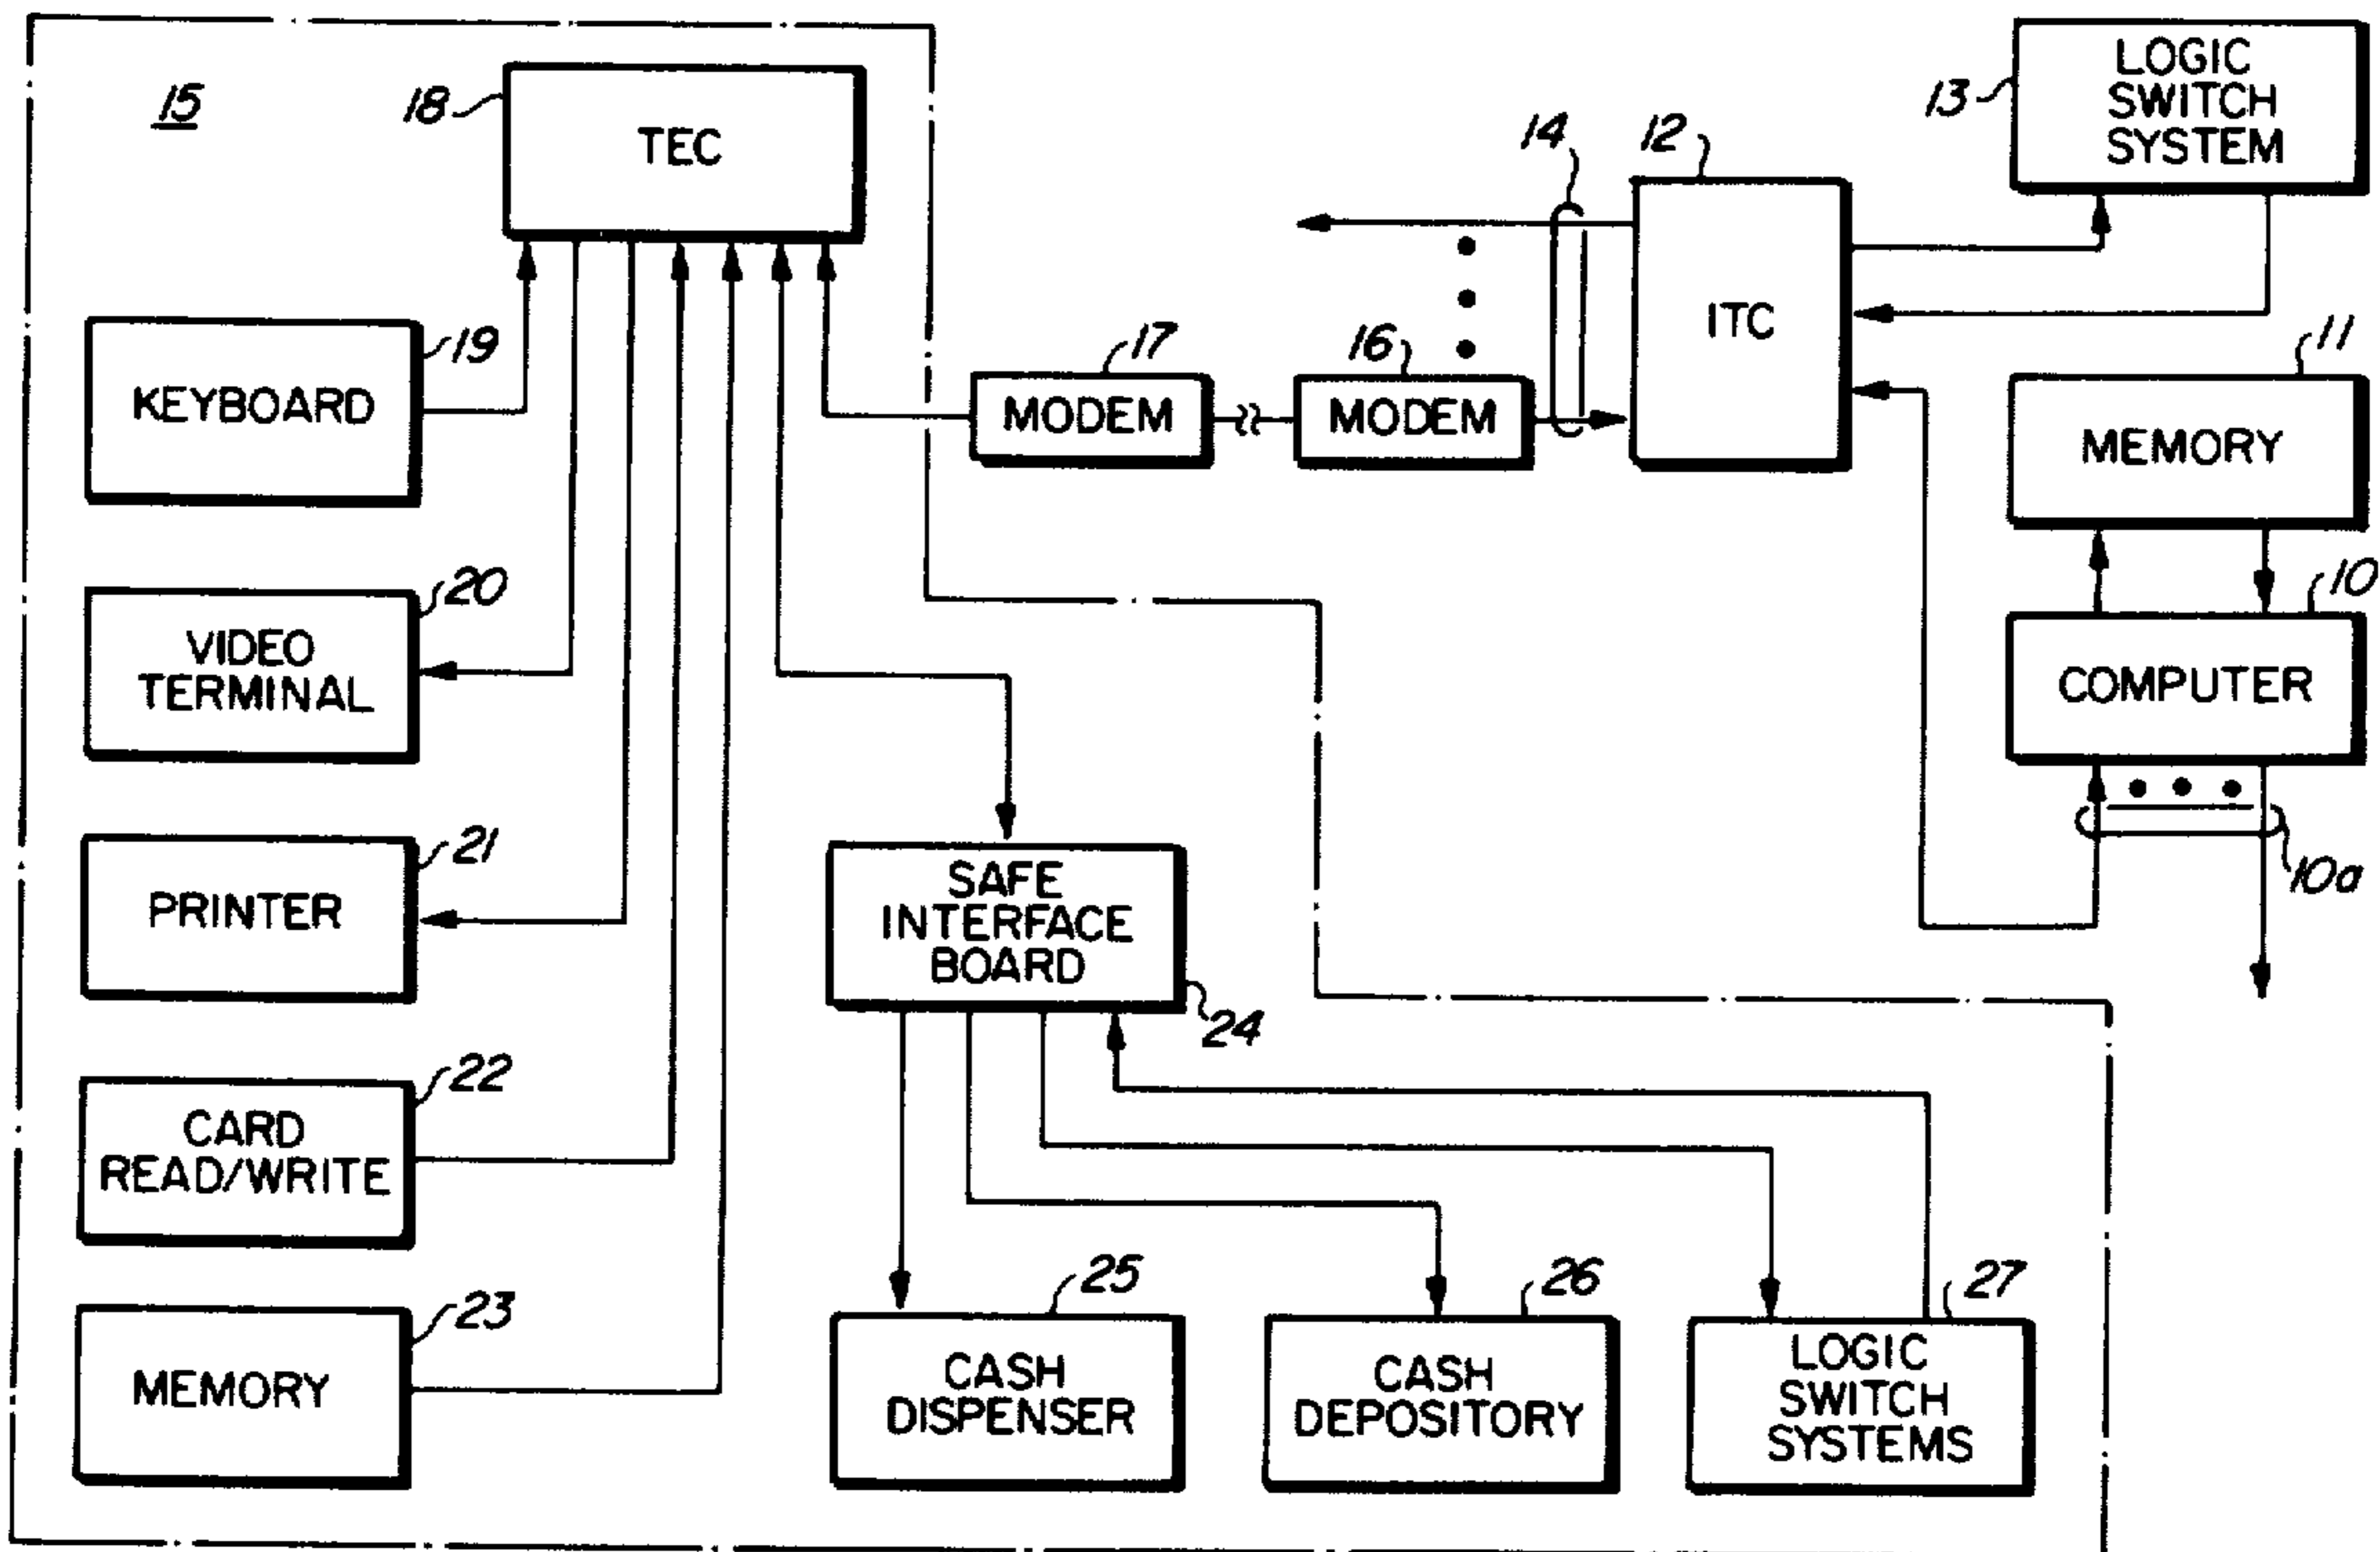 15
18
TEC
13
LOGIC
SWITCH
SYSTEM
14
12
ITC
KEYBOARD
19
17
MODEM
16
MODEM
11
MEMORY
VIDEO
TERMINAL
20
10
COMPUTER
10a
PRINTER
21
SAFE
INTERFACE
BOARD
24
CARD
READ/WRITE
22
MEMORY
23
25
CASH
DISPENSER
26
CASH
DEPOSITORY
27
LOGIC
SWITCH
SYSTEMS